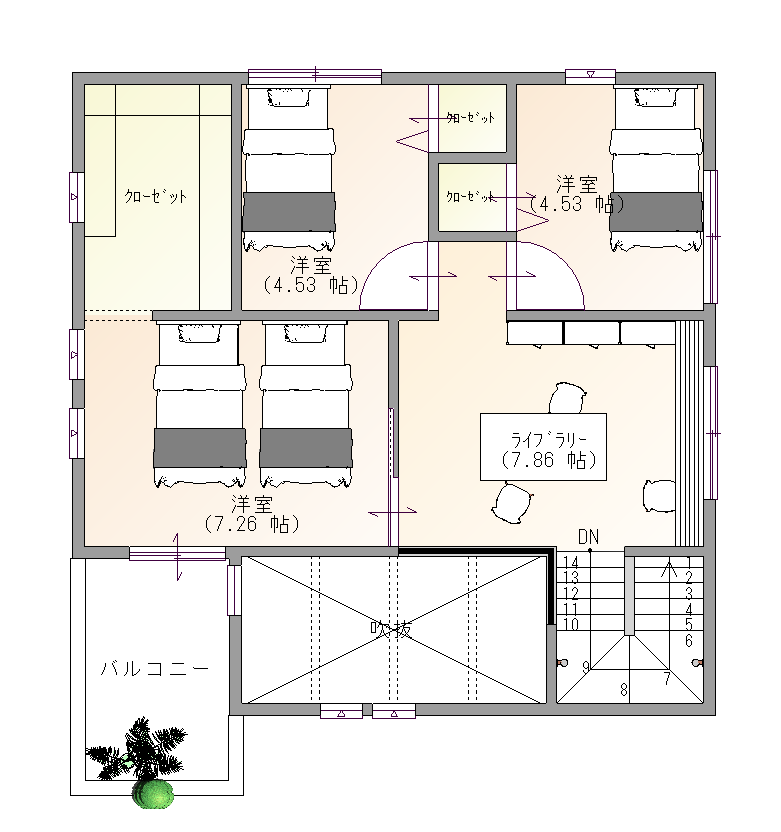 ｸﾛｰｾﾞｯﾄ
ｸﾛｰｾﾞｯﾄ
ｸﾛｰｾﾞｯﾄ
洋室
(4.53 帖)
洋室
(4.53 帖)
ﾗｲﾌﾞﾗﾘｰ
(7.86 帖)
洋室
(7.26 帖)
DN
14
13
12
11
10
9
8
7
1
2
3
4
5
6
吹抜
バルコニー